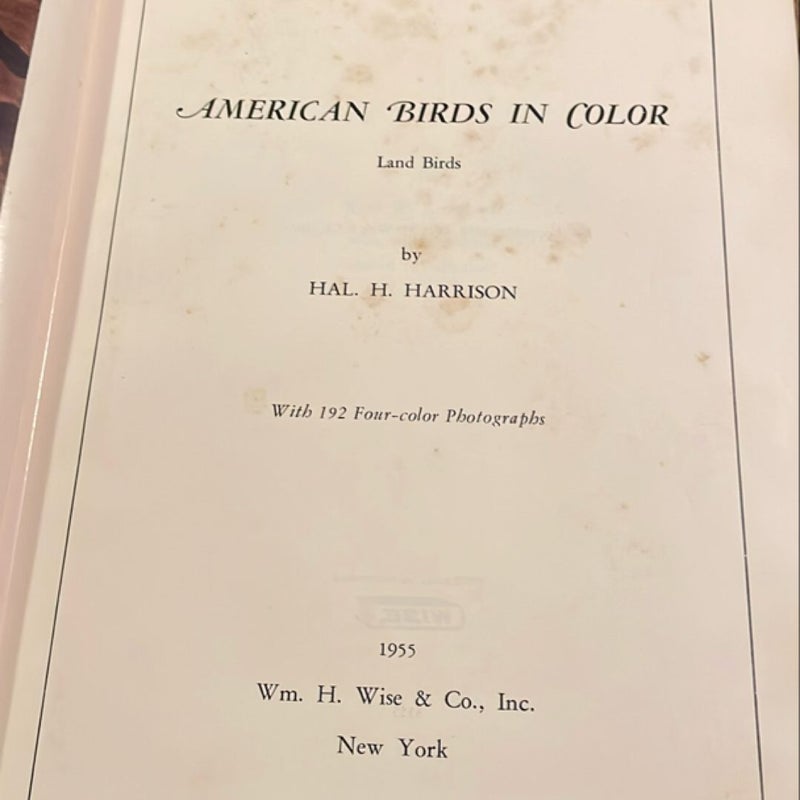 AMERICAN BIRDS IN COLOR
Land Birds
by
HAL. H. HARRISON
With 192 Four-color Photographs
1955
Wm. H. Wise & Co., Inc.
New York